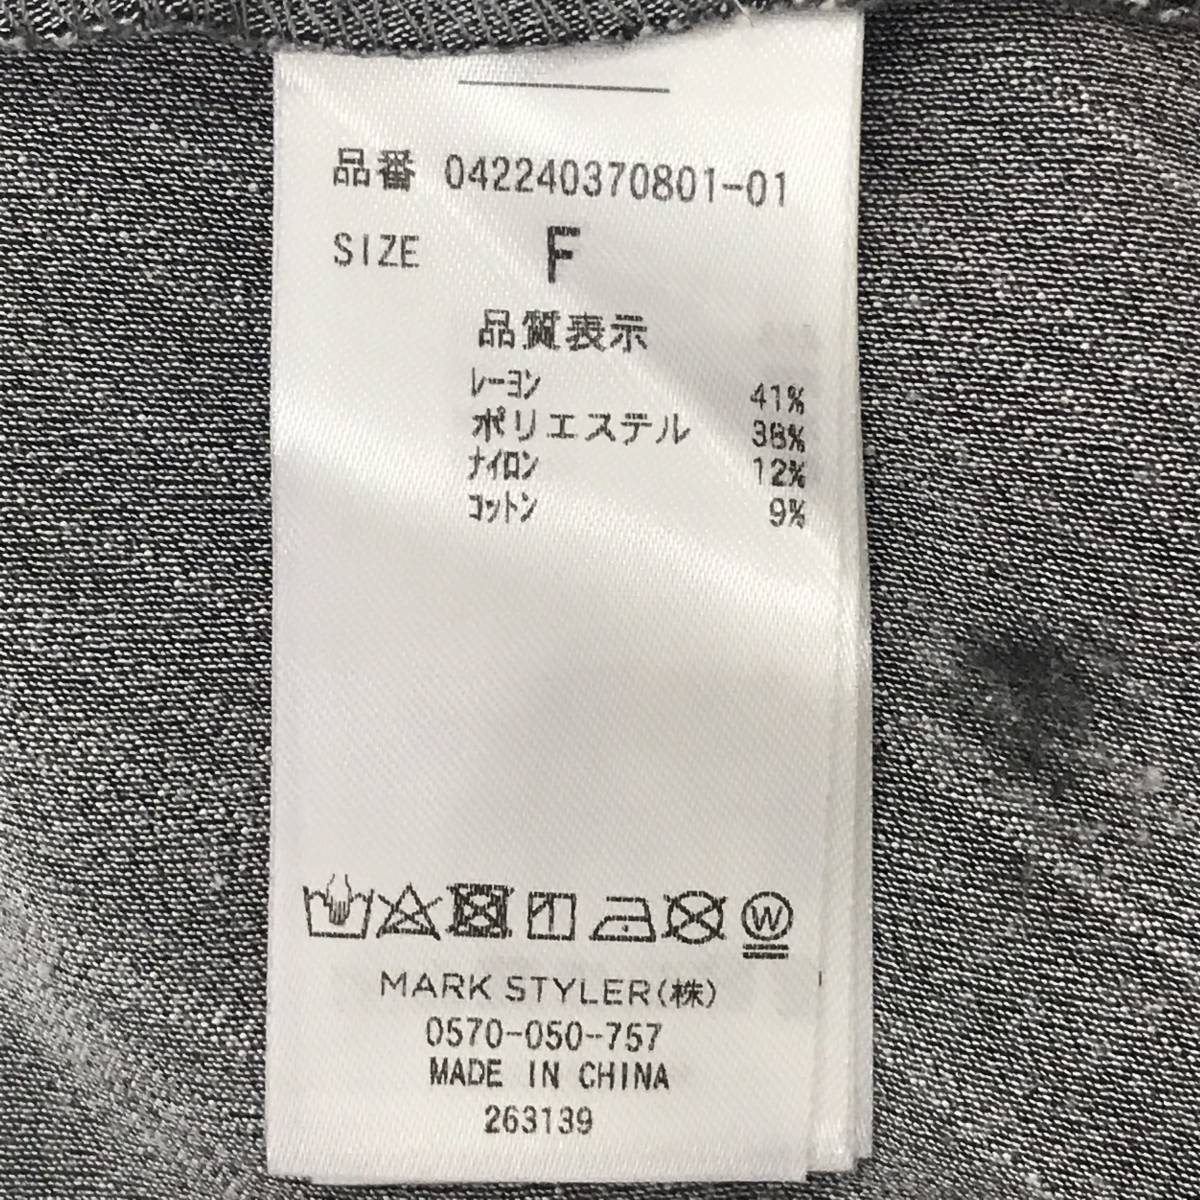 品番 042240370801-01
SIZE F
品質表示
レーヨン 41%
ポリエステル 38%
ナイロン 12%
コットン 9%
W
MARK STYLER(株)
0570-050-757
MADE IN CHINA
263139